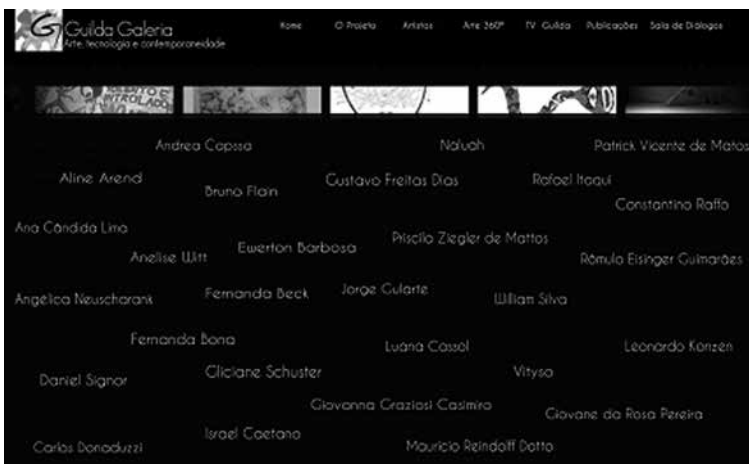 Guilda Galeria
Arte, tecnologia e contemporaneidade
Home O Projeto Artistas Arte 360° TV Guilda Publicações Sala de Diálogos
Andrea Capssa Naluah Patrick Vicente de Matos
Aline Arend Gustavo Freitas Dias Rafael Itaqui
Bruno Flain
Constantino Raffo
Ana Cândida Lima
Priscila Ziegler de Mattos
Ewerton Barbosa
Anelise Witt Rômulo Eisinger Guimarães
Angélica Neuscharank Fernanda Beck Jorge Gularte William Silva
Fernanda Bona Luana Cassol Leonardo Konzen
Daniel Signor Gliciane Schuster Vitysa
Giovanna Graziosi Casimiro Giovane da Rosa Pereira
Israel Caetano
Carlos Donaduzzi Mauricio Reindolff Dotto